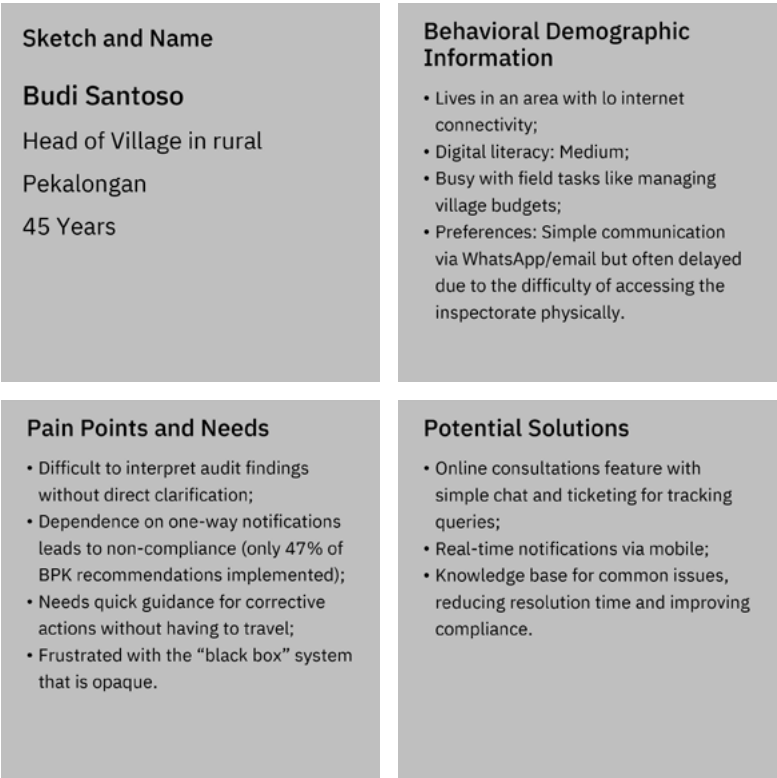 Sketch and Name
Budi Santoso
Head of Village in rural
Pekalongan
45 Years
Behavioral Demographic
Information
• Lives in an area with lo internet
connectivity;
• Digital literacy: Medium;
• Busy with field tasks like managing
village budgets;
• Preferences: Simple communication
via WhatsApp/email but often delayed
due to the difficulty of accessing the
inspectorate physically.
Pain Points and Needs
• Difficult to interpret audit findings
without direct clarification;
• Dependence on one-way notifications
leads to non-compliance (only 47% of
BPK recommendations implemented);
• Needs quick guidance for corrective
actions without having to travel;
• Frustrated with the “black box” system
that is opaque.
Potential Solutions
• Online consultations feature with
simple chat and ticketing for tracking
queries;
• Real-time notifications via mobile;
• Knowledge base for common issues,
reducing resolution time and improving
compliance.